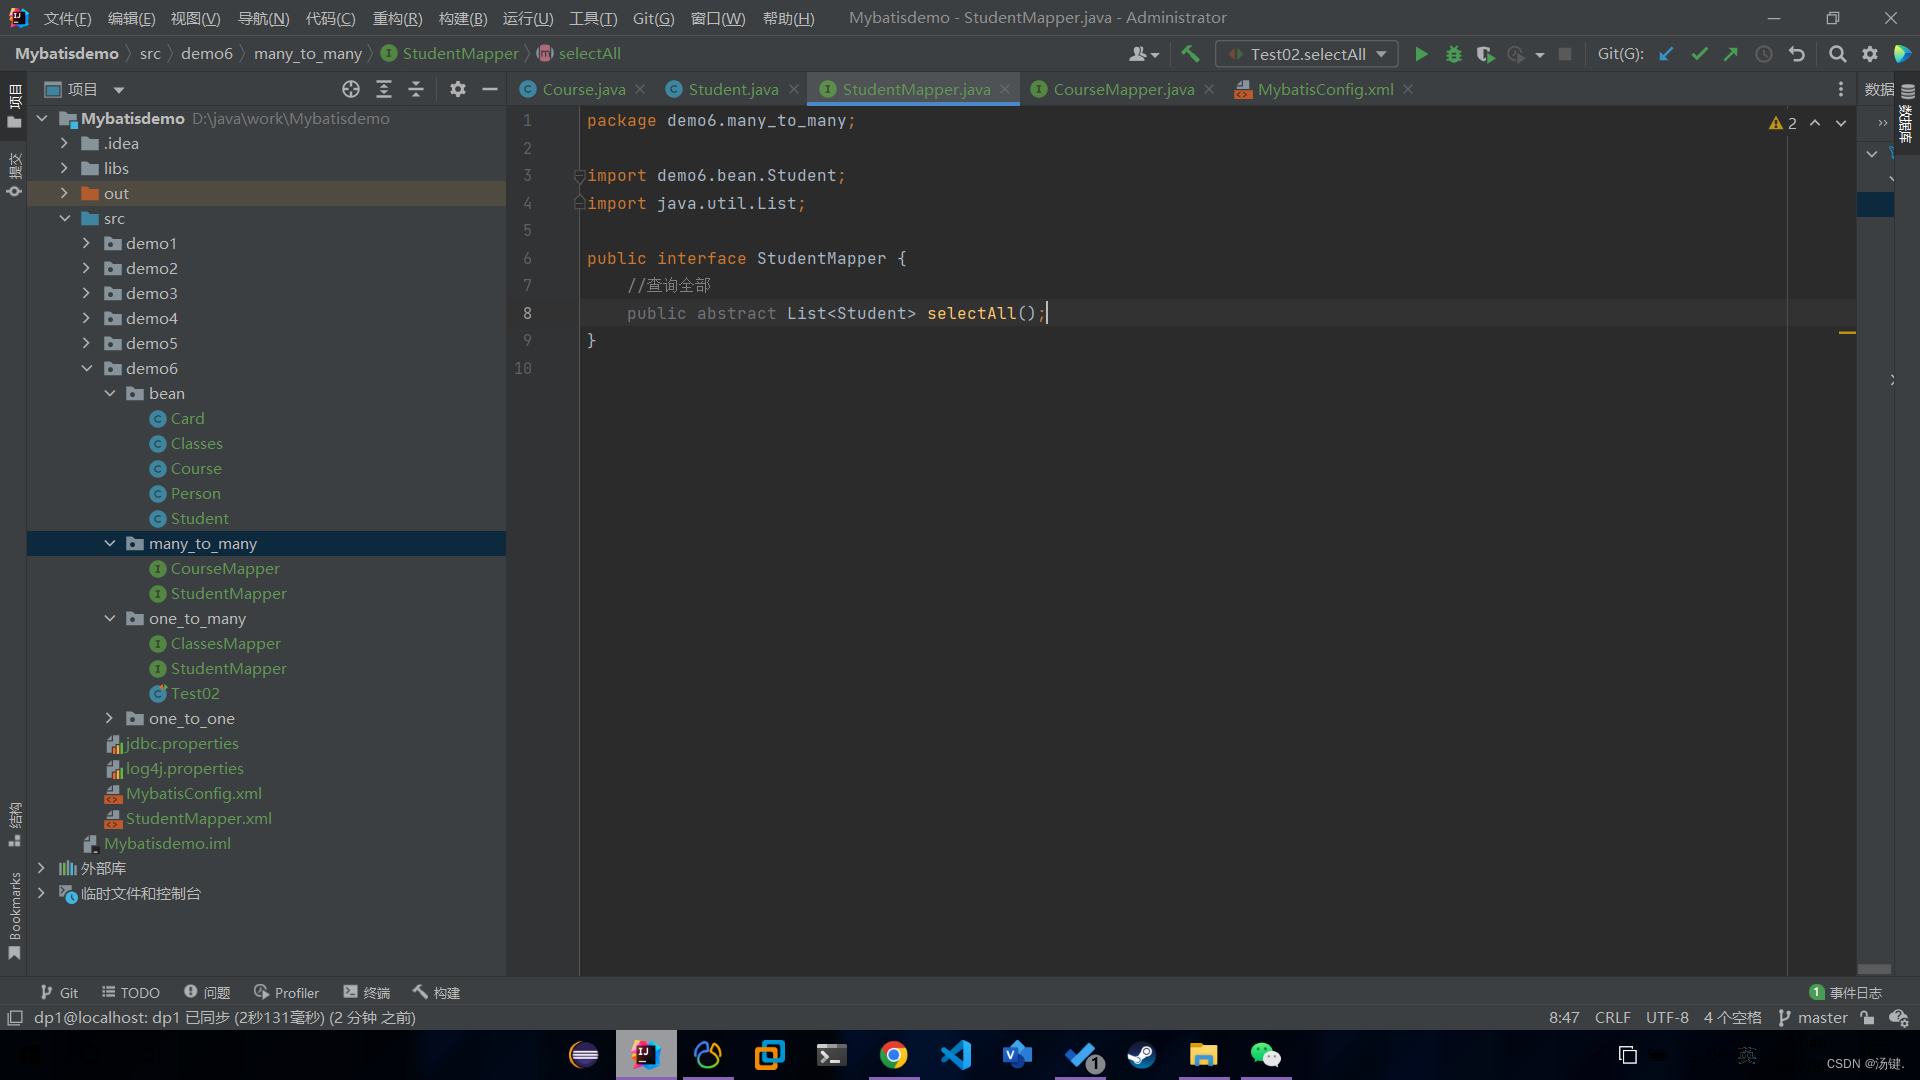 文件(F) 编辑(E) 视图(V) 导航(N) 代码(C) 重构(R) 构建(B) 运行(U) 工具(T) Git(G) 窗口(W) 帮助(H) Mybatisdemo - StudentMapper.java - Administrator
Mybatisdemo src demo6 many_to_many StudentMapper selectAll Test02.selectAll Git(G):
项目 Course.java Student.java StudentMapper.java CourseMapper.java MybatisConfig.xml 数据
项目
提交
结构
Bookmarks
Mybatisdemo D:\java\work\Mybatisdemo
.idea
libs
out
src
demo1
demo2
demo3
demo4
demo5
demo6
bean
Card
Classes
Course
Person
Student
many_to_many
CourseMapper
StudentMapper
one_to_many
ClassesMapper
StudentMapper
Test02
one_to_one
jdbc.properties
log4j.properties
MybatisConfig.xml
StudentMapper.xml
Mybatisdemo.iml
外部库
临时文件和控制台
1 package demo6.many_to_many;
2
3 import demo6.bean.Student;
4 import java.util.List;
5
6 public interface StudentMapper {
7 //查询全部
8 public abstract List<Student> selectAll();
9 }
10
2
数据库
Git TODO 问题 Profiler 终端 构建 1 事件日志
dp1@localhost: dp1 已同步 (2秒131毫秒) (2 分钟 之前) 8:47 CRLF UTF-8 4 个空格 master
1 英
CSDN @汤键.